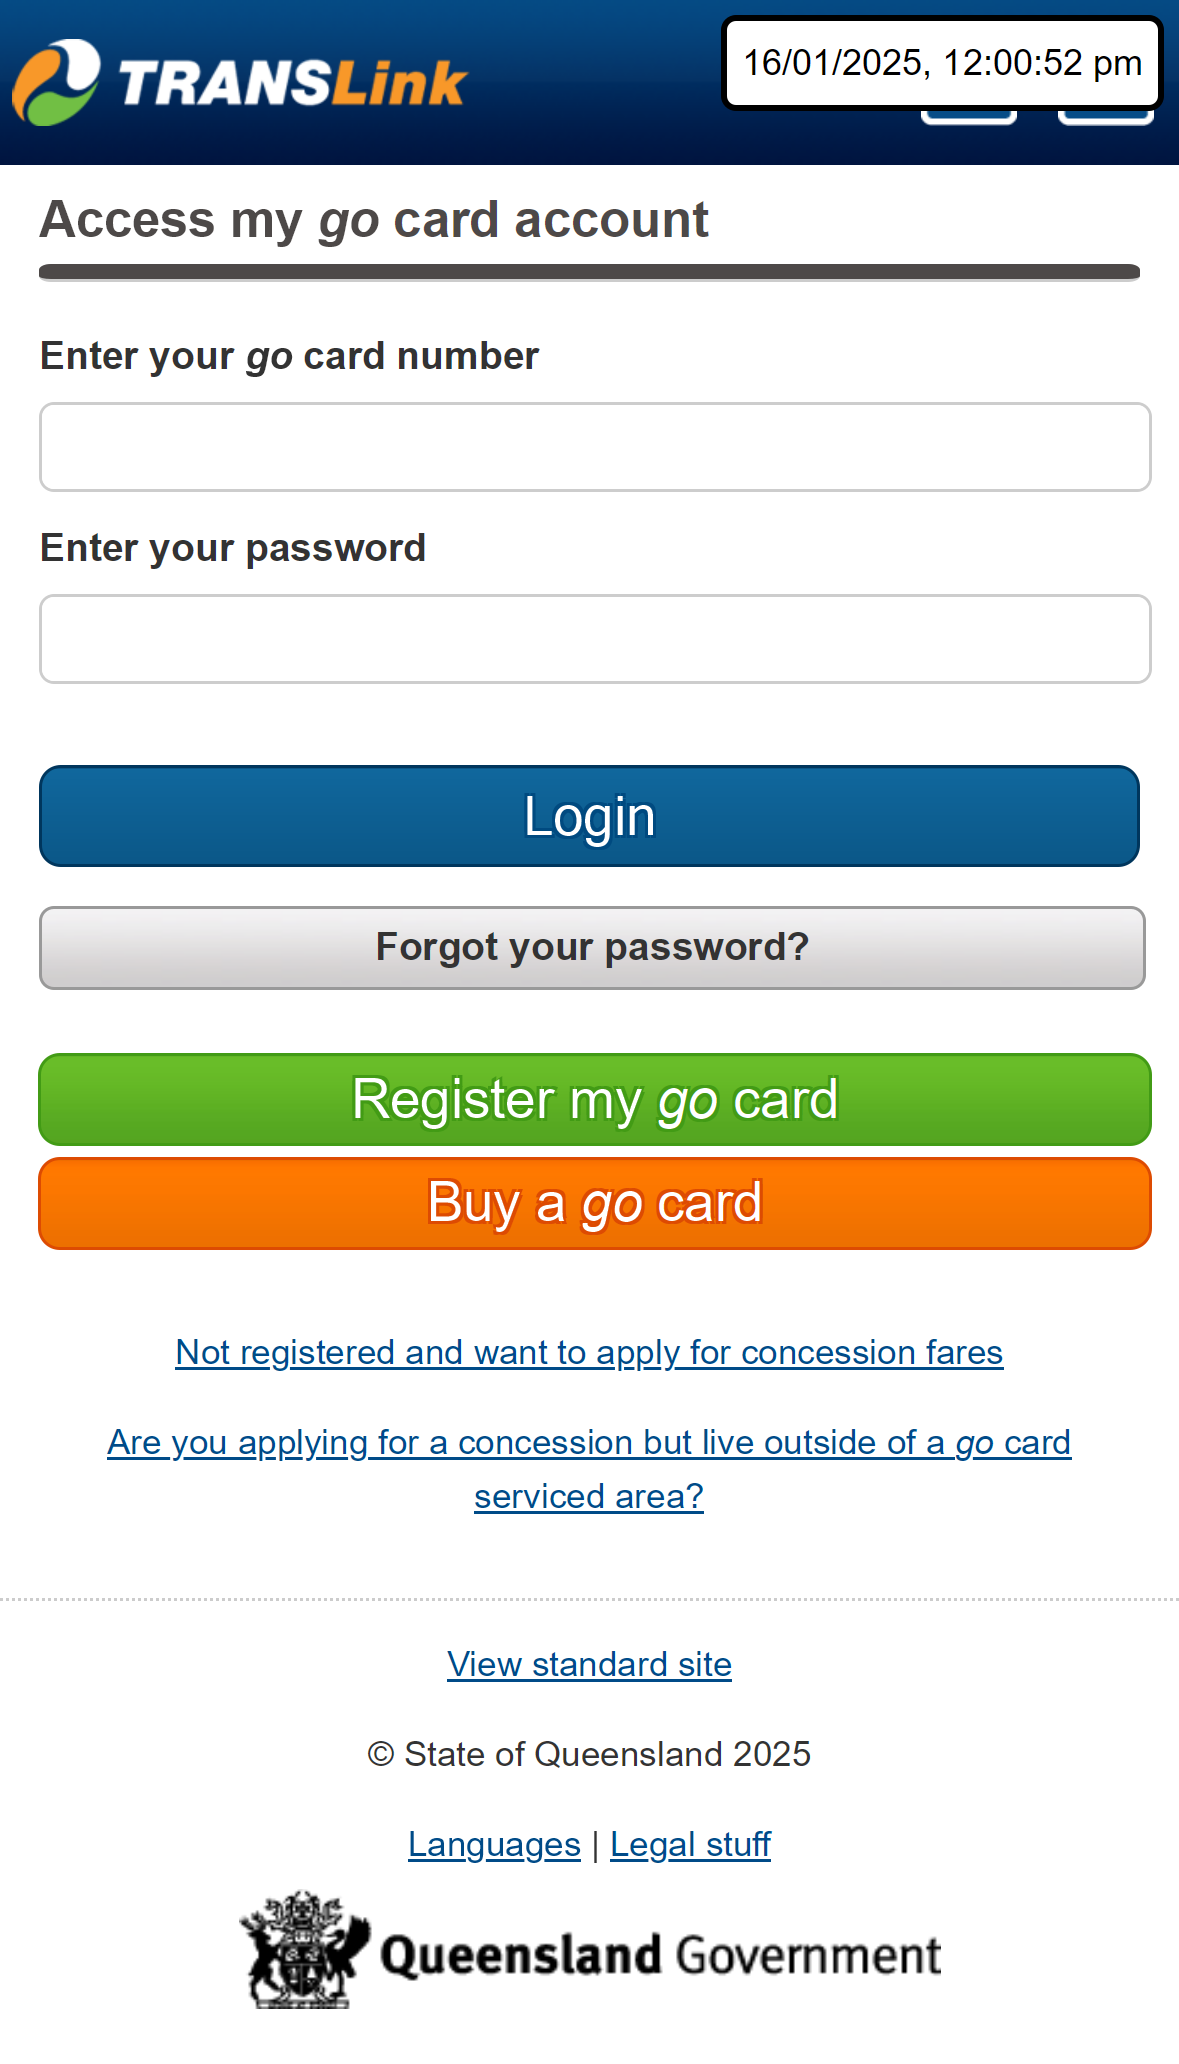 TRANSLink
16/01/2025, 12:00:52 pm
Access my go card account
Enter your go card number
Enter your password
Login
Forgot your password?
Register my go card
Buy a go card
Not registered and want to apply for concession fares
Are you applying for a concession but live outside of a go card
serviced area?
View standard site
© State of Queensland 2025
Languages | Legal stuff
Queensland Government